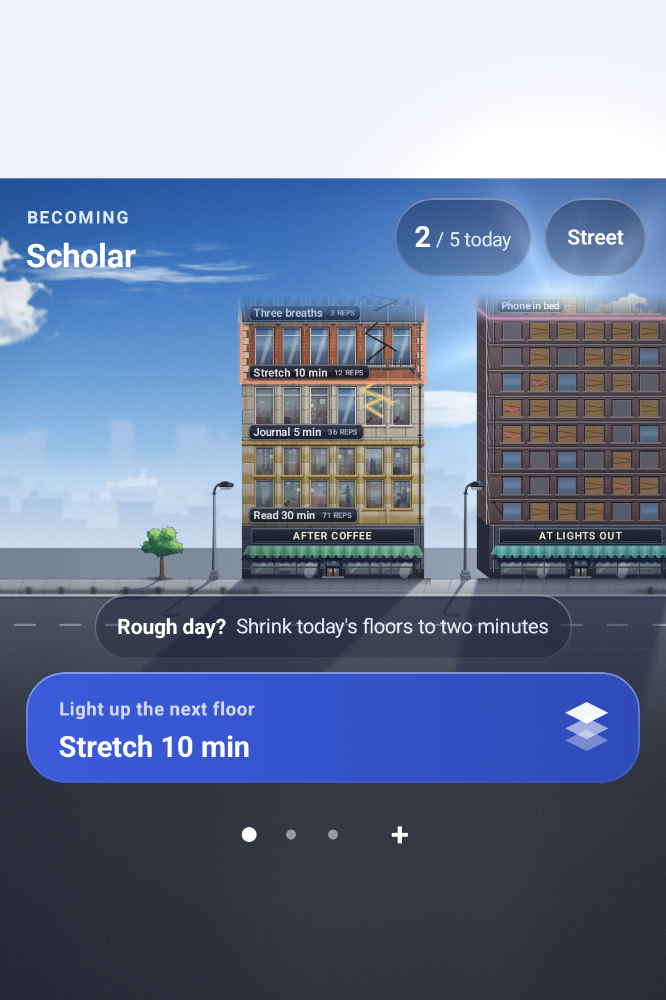 BECOMING
Scholar
2 / 5 today
Street
Three breaths 3 REPS
Phone in bed
Stretch 10 min 12 REPS
Journal 5 min 36 REPS
Read 30 min 71 REPS
AFTER COFFEE
AT LIGHTS OUT
Rough day? Shrink today's floors to two minutes
Light up the next floor
Stretch 10 min
+